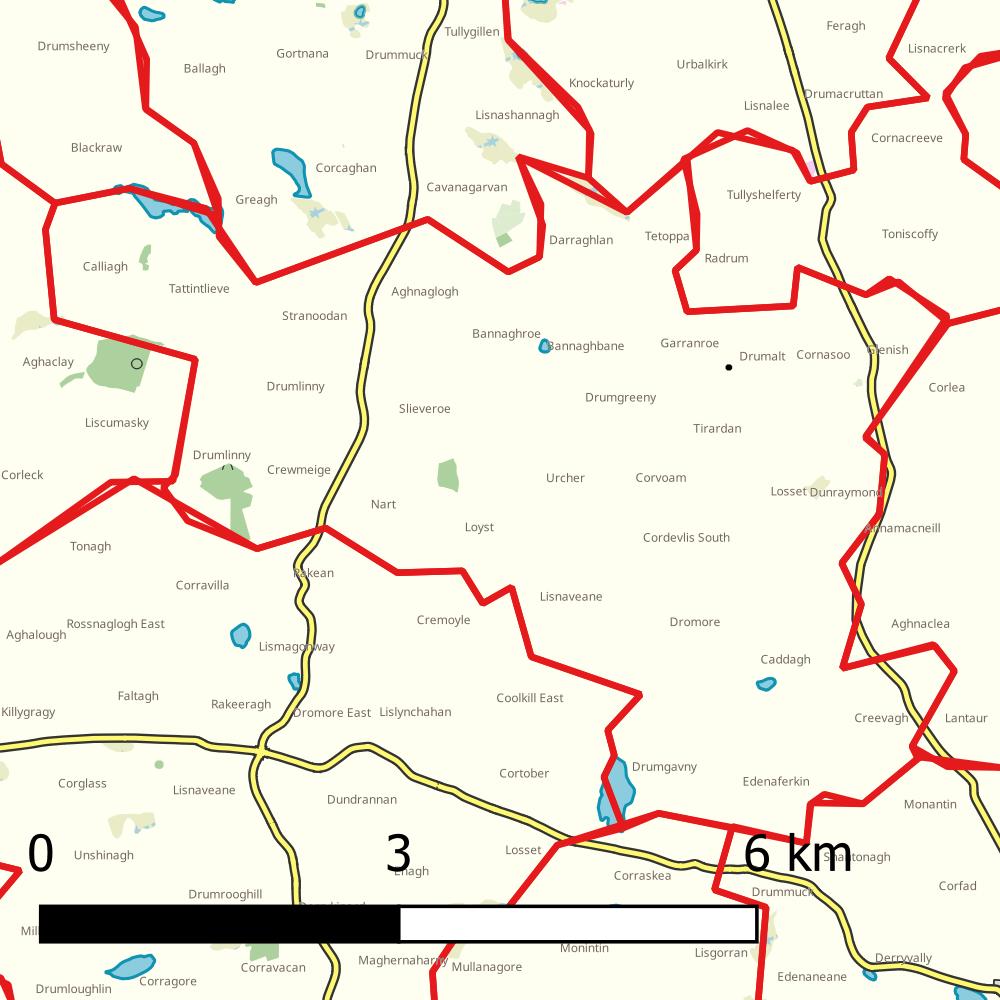 Feragh
Tullygillen
Drumsheeny
Gortnana
Drummuck
Lisnacrerk
Urbalkirk
Ballagh
Knockaturly
Drumacruttan
Lisnalee
Lisnashannagh
Cornacreeve
Blackraw
Corcaghan
Cavanagarvan
Tullyshelferty
Greagh
Toniscoffy
Tetoppa
Darraghlan
Radrum
Calliagh
Tattintlieve
Aghnaglogh
Stranoodan
Bannaghroe
Bannaghbane
Garranroe
Glenish
Drumalt
Cornasoo
Aghaclay
Drumlinny
Corlea
Drumgreeny
Slieveroe
Liscumasky
Tirardan
Drumlinny
Crewmeige
Corleck
Urcher
Corvoam
Losset
Dunraymond
Nart
Loyst
Annamacneill
Cordevlis South
Tonagh
Rakean
Corravilla
Lisnaveane
Cremoyle
Dromore
Rossnaglogh East
Aghnaclea
Aghalough
Lismagonway
Caddagh
Faltagh
Coolkill East
Rakeeragh
Killygragy
Dromore East
Lislynchahan
Creevagh
Lantaur
Drumgavny
Cortober
Corglass
Edenaferkin
Lisnaveane
Dundrannan
Monantin
0
3
6 km
Losset
Unshinagh
Shantonagh
Enagh
Corraskea
Corfad
Drumrooghill
Drummuck
Monintin
Lisgorran
Derryvally
Maghernaharny
Mullanagore
Corravacan
Edenaneane
Corragore
Drumloughlin